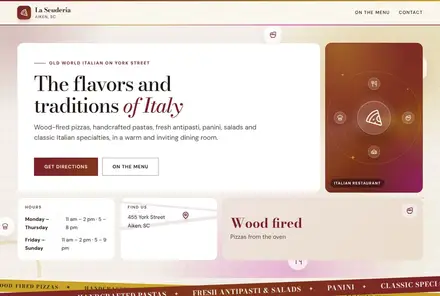 La Scuderia
AIKEN, SC
ON THE MENU
CONTACT
OLD WORLD ITALIAN ON YORK STREET
The flavors and
traditions of Italy
Wood-fired pizzas, handcrafted pastas, fresh antipasti, panini, salads and
classic Italian specialties, in a warm and inviting dining room.
GET DIRECTIONS
ON THE MENU
ITALIAN RESTAURANT
HOURS
Monday –
Thursday
11 am – 2 pm · 5 –
8 pm
Friday –
Sunday
11 am – 2 pm · 5 – 9
pm
FIND US
455 York Street
Aiken, SC
Wood fired
Pizzas from the oven
OOD FIRED PIZZAS
HANDCRAFTED PASTAS
FRESH ANTIPASTI & SALADS
PANINI
CLASSIC SPECI